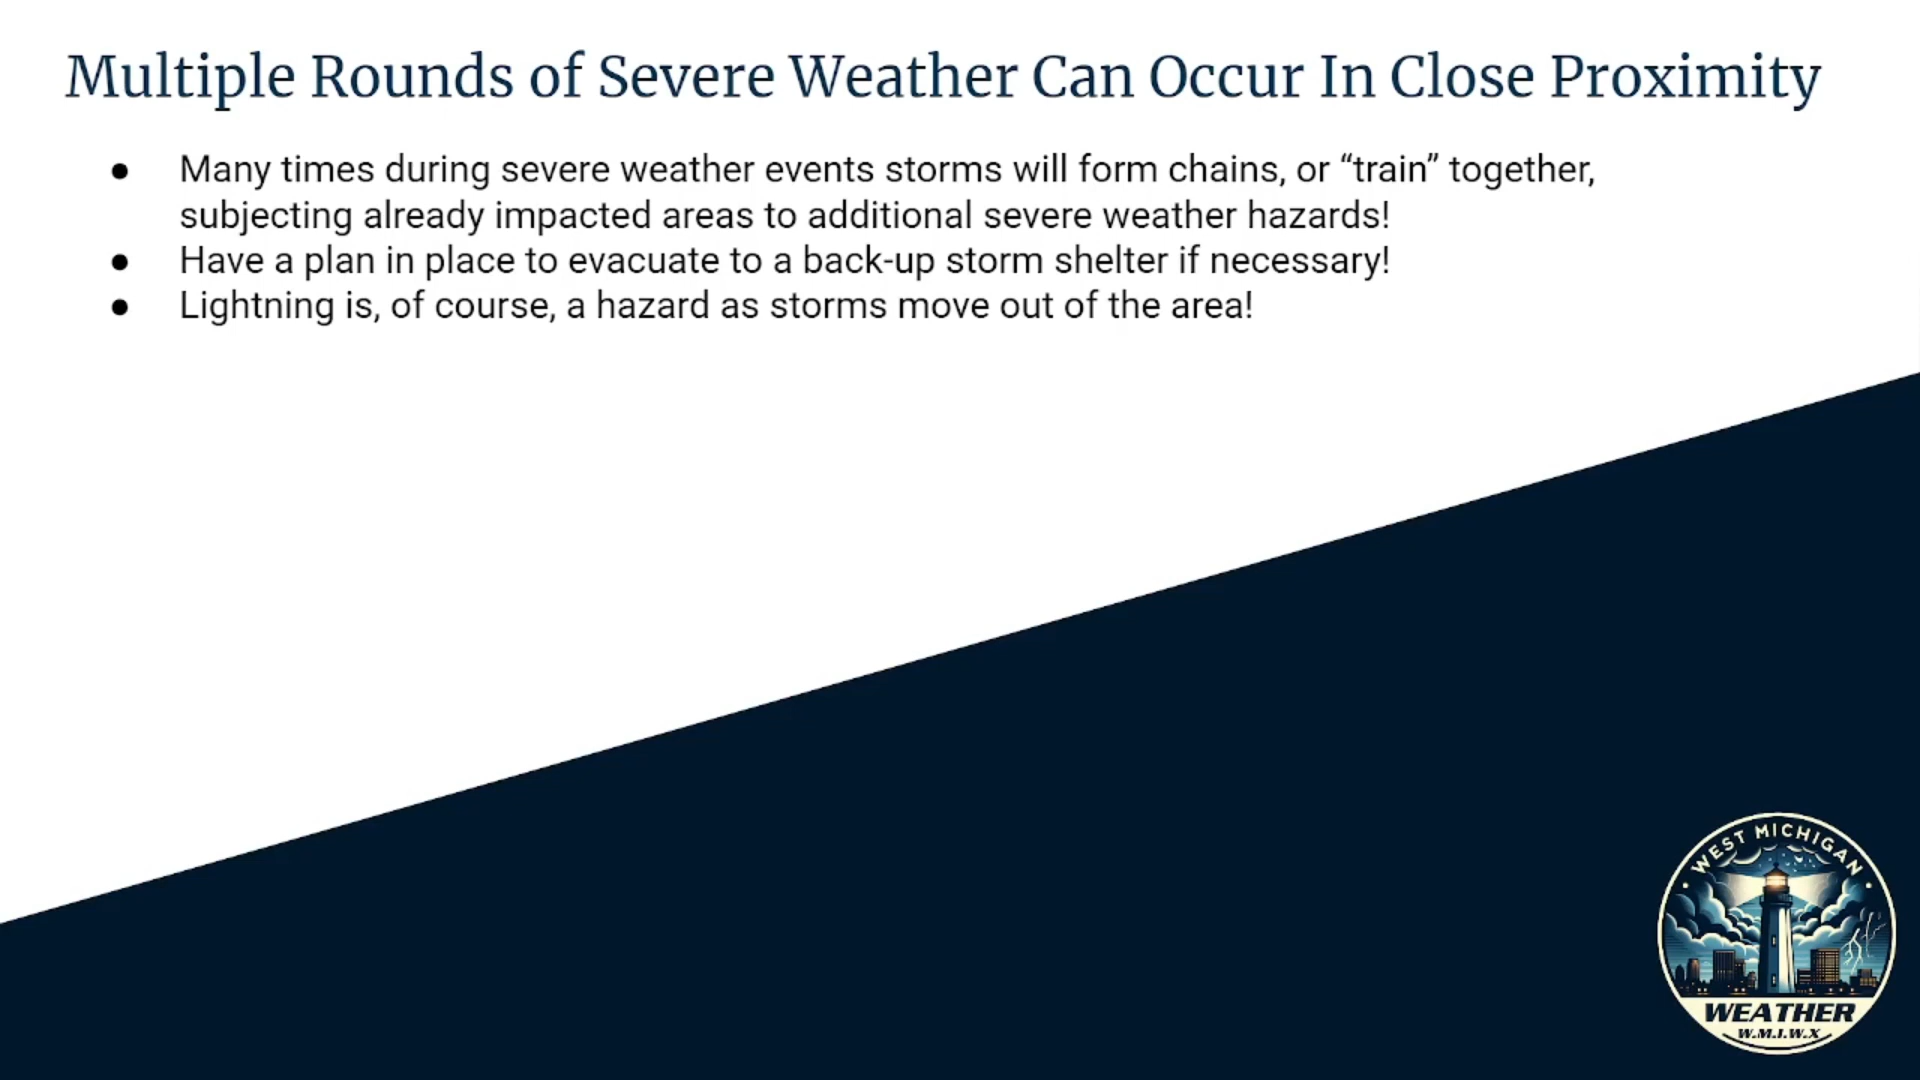 Multiple Rounds of Severe Weather Can Occur In Close Proximity
● Many times during severe weather events storms will form chains, or “train” together,
subjecting already impacted areas to additional severe weather hazards!
● Have a plan in place to evacuate to a back-up storm shelter if necessary!
● Lightning is, of course, a hazard as storms move out of the area!
• WEST MICHIGAN •
WEATHER
W.M.I.W.X